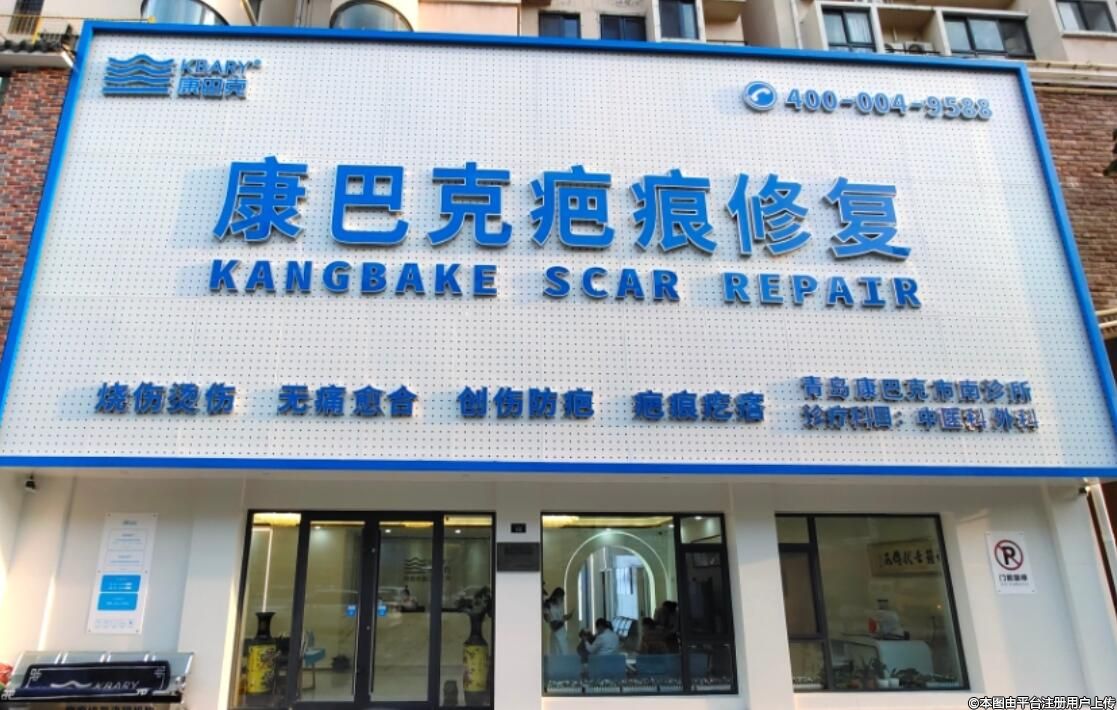 KBARY®
康巴克
400-004-9588
康巴克疤痕修复
KANGBAKE SCAR REPAIR
烧伤烫伤 无痛愈合 创伤防疤 疤痕疙瘩
青岛康巴克市南诊所
诊疗科目：中医科 外科
门前禁停
KBARY
©本图由平台注册用户上传